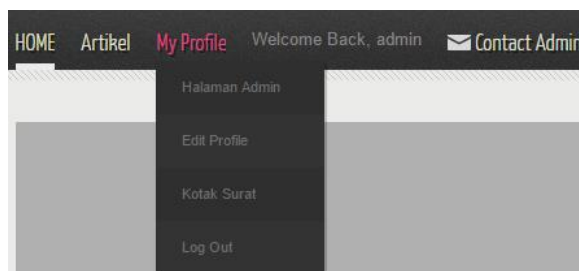 HOME Artikel My Profile Welcome Back, admin Contact Admin
Halaman Admin
Edit Profile
Kotak Surat
Log Out